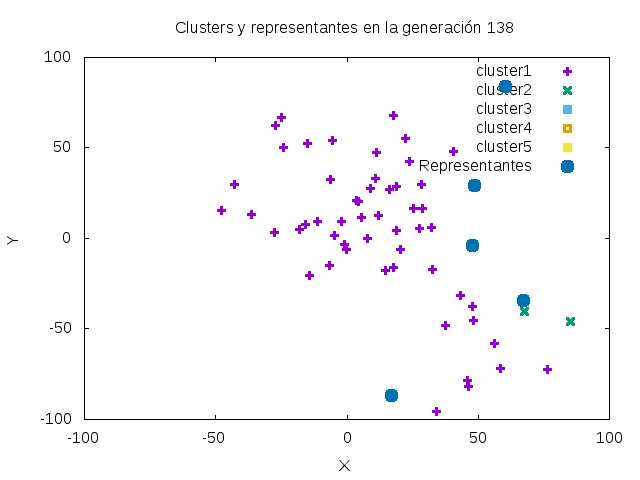 Clusters y representantes en la generación 138
cluster1
cluster2
cluster3
cluster4
cluster5
Representantes
100
50
0
-50
-100
Y
-100
-50
0
50
100
X